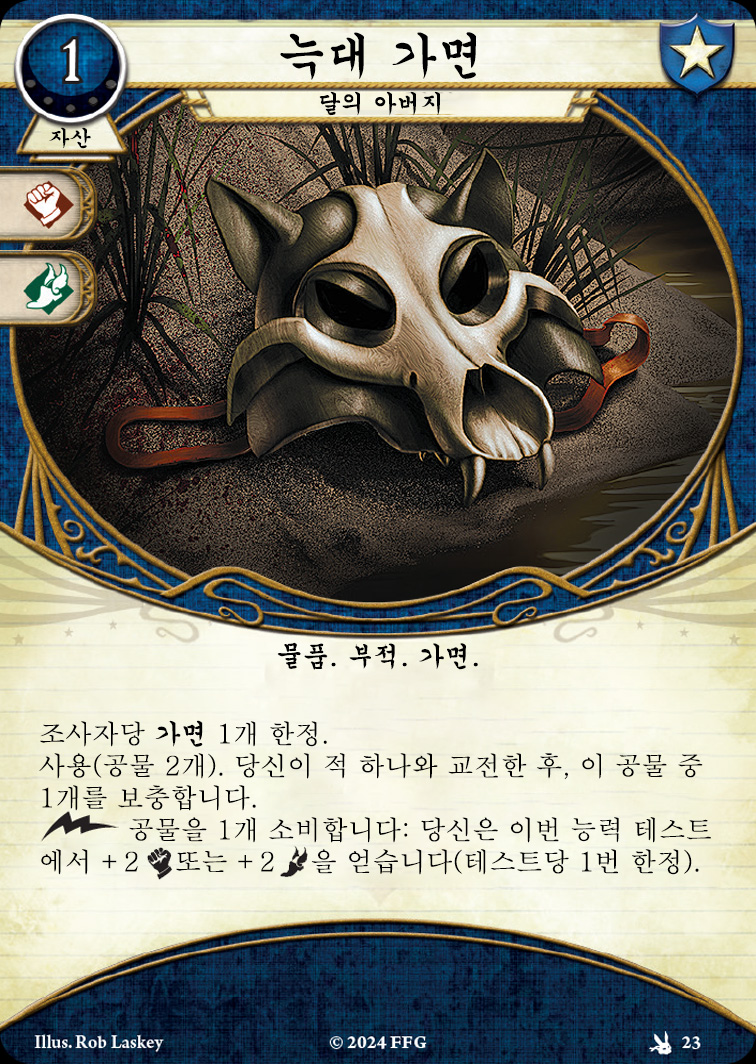 1
늑대 가면
달의 아버지
자산
물품. 부적. 가면.
조사자당 가면 1개 한정.
사용(공물 2개). 당신이 적 하나와 교전한 후, 이 공물 중
1개를 보충합니다.
공물을 1개 소비합니다: 당신은 이번 능력 테스트
에서 +2 또는 +2 을 얻습니다(테스트당 1번 한정).
Illus. Rob Laskey © 2024 FFG 23